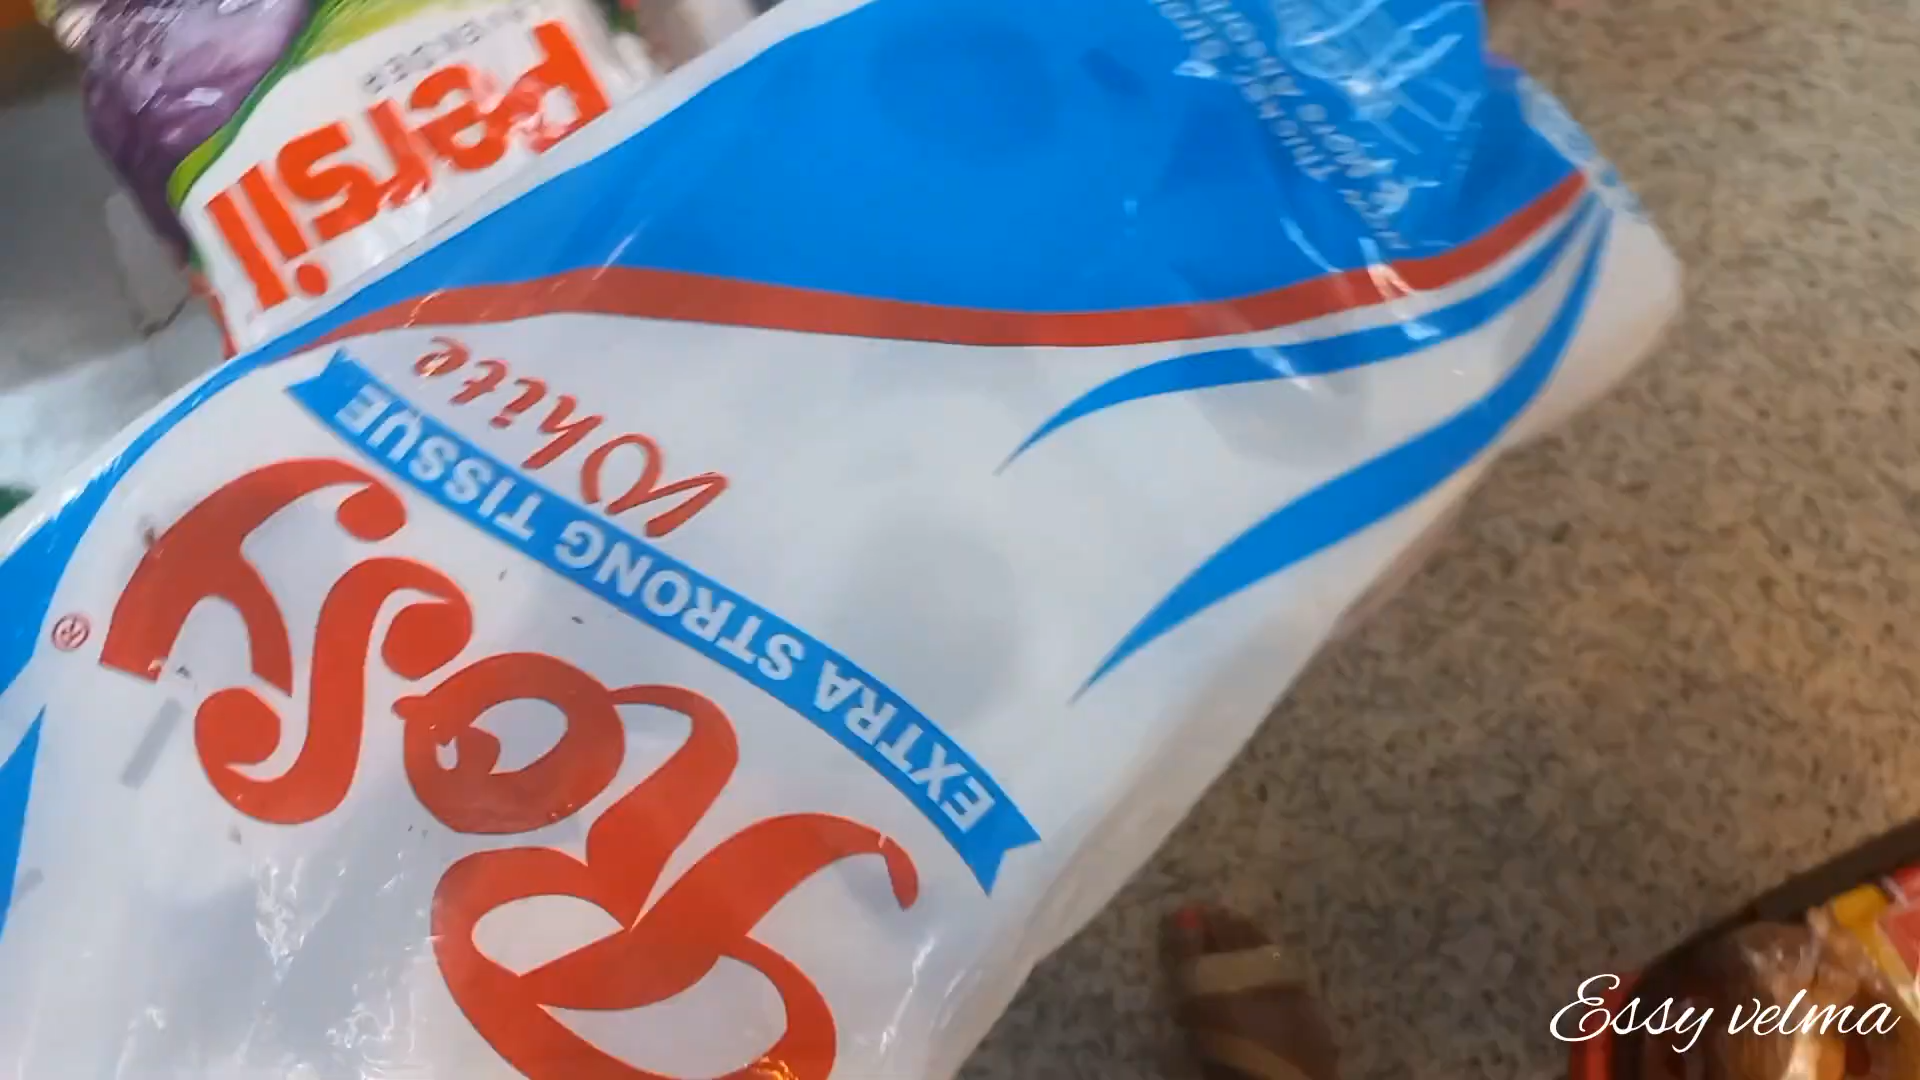 Persil
Rosy®
EXTRA STRONG TISSUE
White
Essy velma